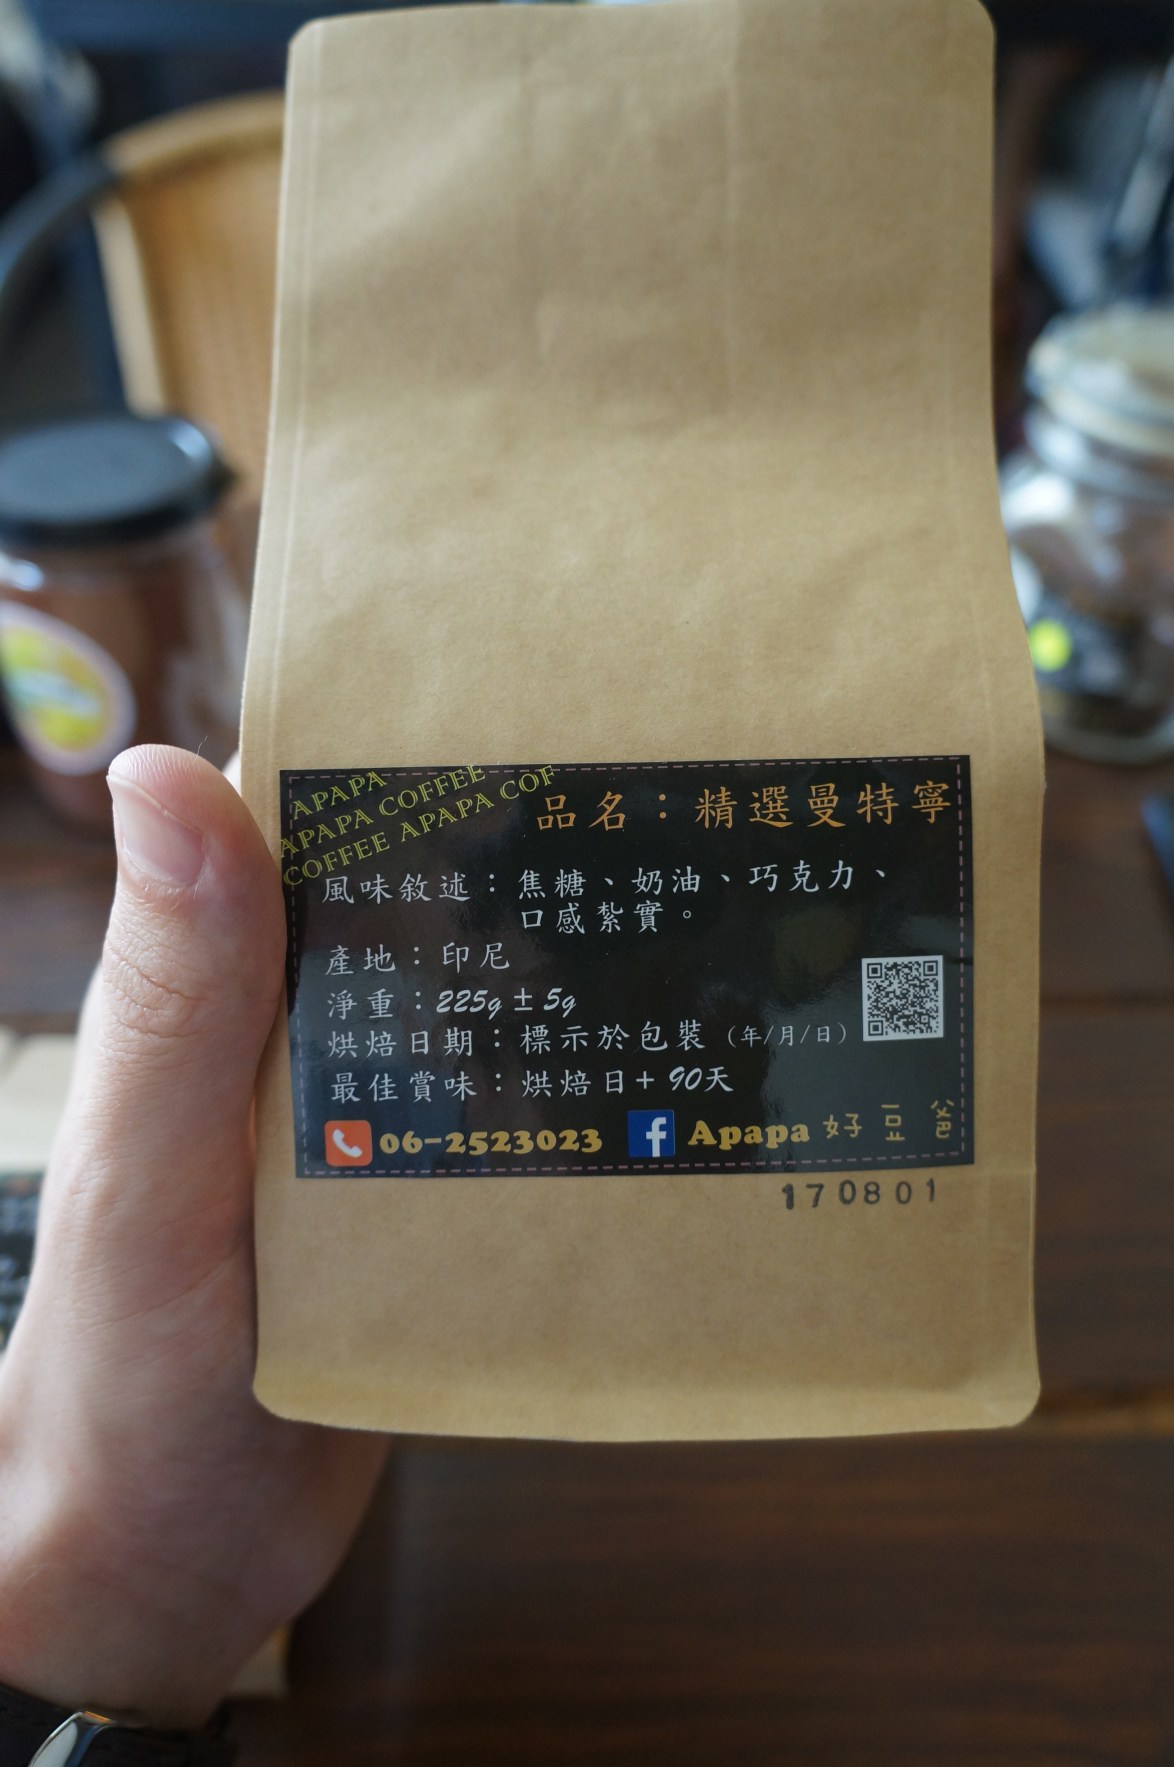 APAPA
APAPA COFFEE
COFFEE APAPA COF
品名：精選曼特寧
風味敘述：焦糖、奶油、巧克力、
口感紮實。
產地：印尼
淨重：225g ± 5g
烘焙日期：標示於包裝（年/月/日）
最佳賞味：烘焙日+ 90天
06-2523023 f Apapa 好豆爸
170801